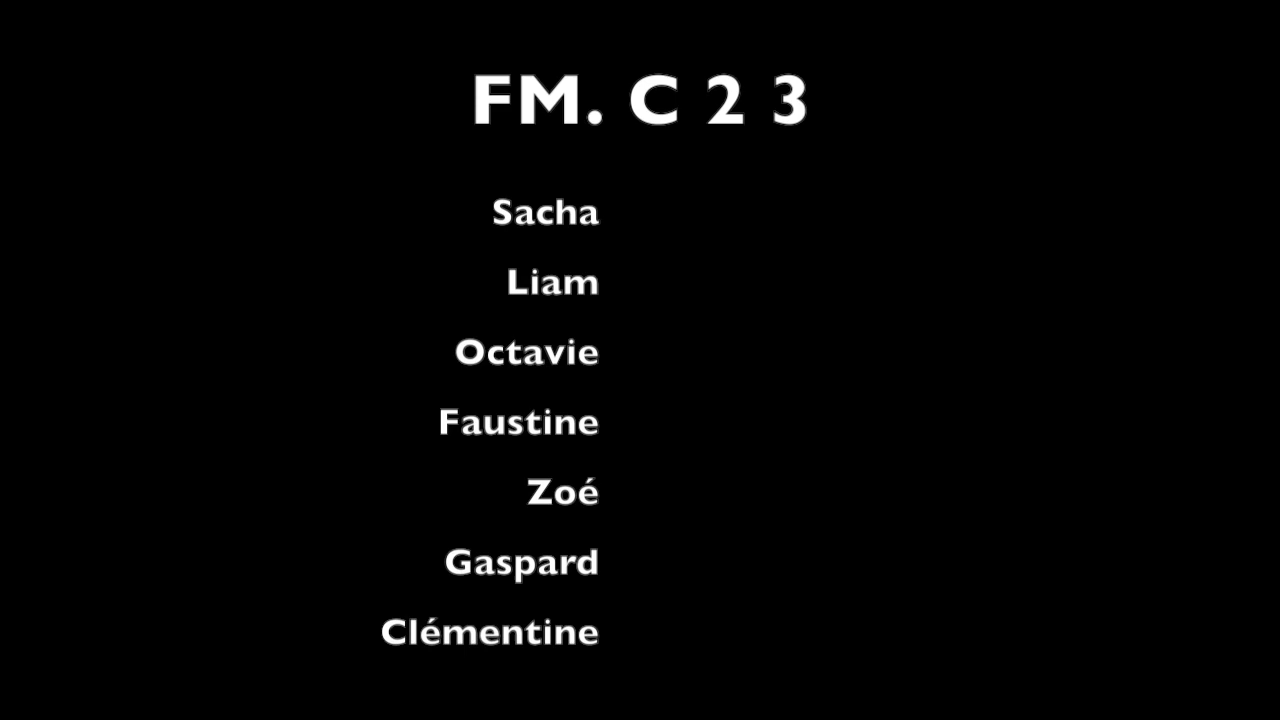 FM. C 2 3
Sacha
Liam
Octavie
Faustine
Zoé
Gaspard
Clémentine